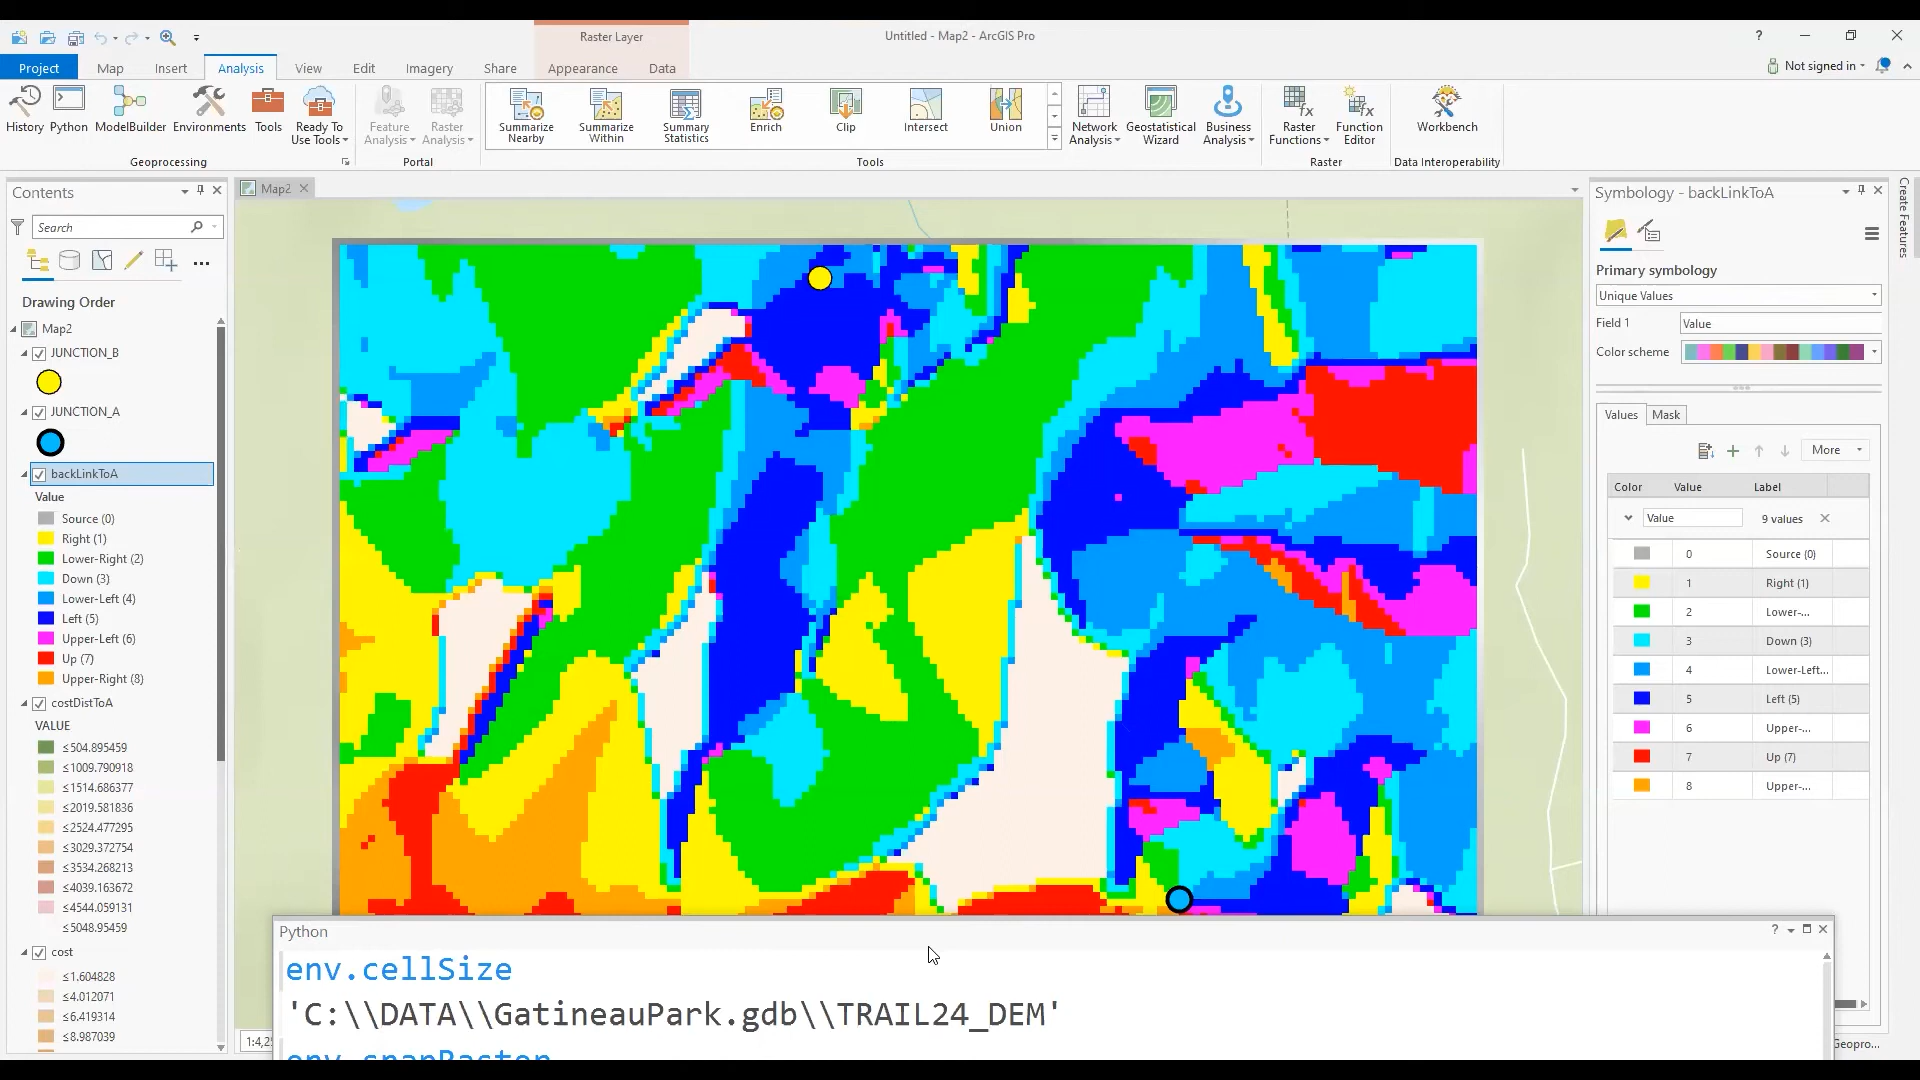 Raster Layer
Untitled - Map2 - ArcGIS Pro
?
Project Map Insert Analysis View Edit Imagery Share Appearance Data
Not signed in
History Python ModelBuilder Environments Tools Ready To Use Tools
Feature Analysis Raster Analysis
Summarize Nearby Summarize Within Summary Statistics Enrich Clip Intersect Union
Network Analysis Geostatistical Wizard Business Analysis
Raster Functions Function Editor Workbench
Geoprocessing Portal Tools Raster Data Interoperability
Contents
Search
Drawing Order
Map2
JUNCTION_B
JUNCTION_A
backLinkToA
Value
Source (0)
Right (1)
Lower-Right (2)
Down (3)
Lower-Left (4)
Left (5)
Upper-Left (6)
Up (7)
Upper-Right (8)
costDistToA
VALUE
≤504.895459
≤1009.790918
≤1514.686377
≤2019.581836
≤2524.477295
≤3029.372754
≤3534.268213
≤4039.163672
≤4544.059131
≤5048.95459
cost
≤1.604828
≤4.012071
≤6.419314
≤8.987039
Map2
Symbology - backLinkToA
Create Features
Primary symbology
Unique Values
Field 1 Value
Color scheme
Values Mask
More
Color Value Label
Value 9 values
0 Source (0)
1 Right (1)
2 Lower-...
3 Down (3)
4 Lower-Left...
5 Left (5)
6 Upper-...
7 Up (7)
8 Upper-...
Geopro...
1:4,2
Python
?
env.cellSize
'C:\\DATA\\GatineauPark.gdb\\TRAIL24_DEM'
env.snapRaster